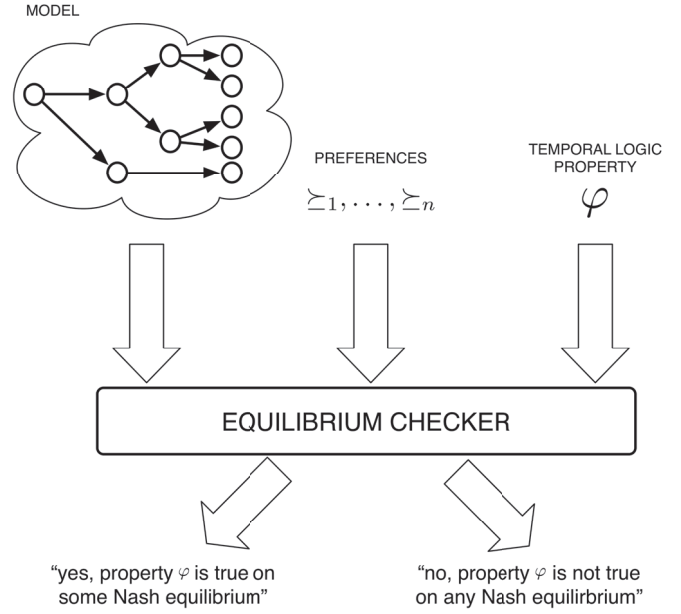 MODEL
PREFERENCES
⪰1, . . . , ⪰n
TEMPORAL LOGIC
PROPERTY
φ
EQUILIBRIUM CHECKER
“yes, property φ is true on
some Nash equilibrium”
“no, property φ is not true
on any Nash equilirbrium”